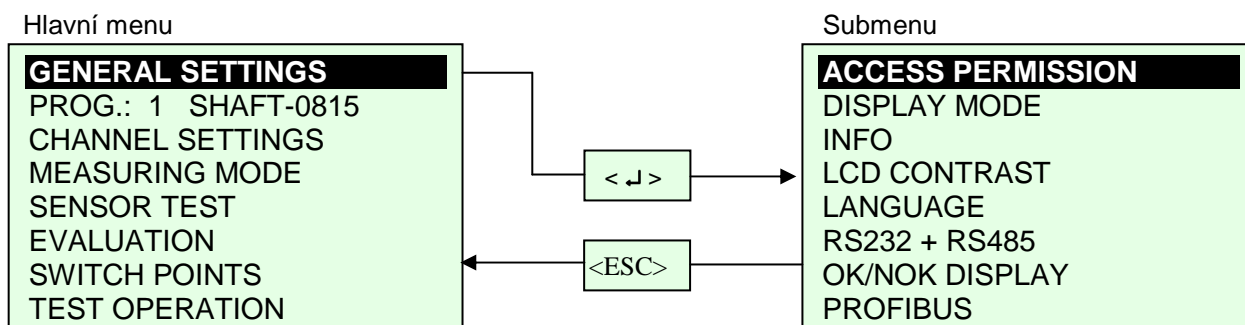 Hlavní menu
GENERAL SETTINGS
PROG.: 1 SHAFT-0815
CHANNEL SETTINGS
MEASURING MODE
SENSOR TEST
EVALUATION
SWITCH POINTS
TEST OPERATION
< ↵ >
<ESC>
Submenu
ACCESS PERMISSION
DISPLAY MODE
INFO
LCD CONTRAST
LANGUAGE
RS232 + RS485
OK/NOK DISPLAY
PROFIBUS